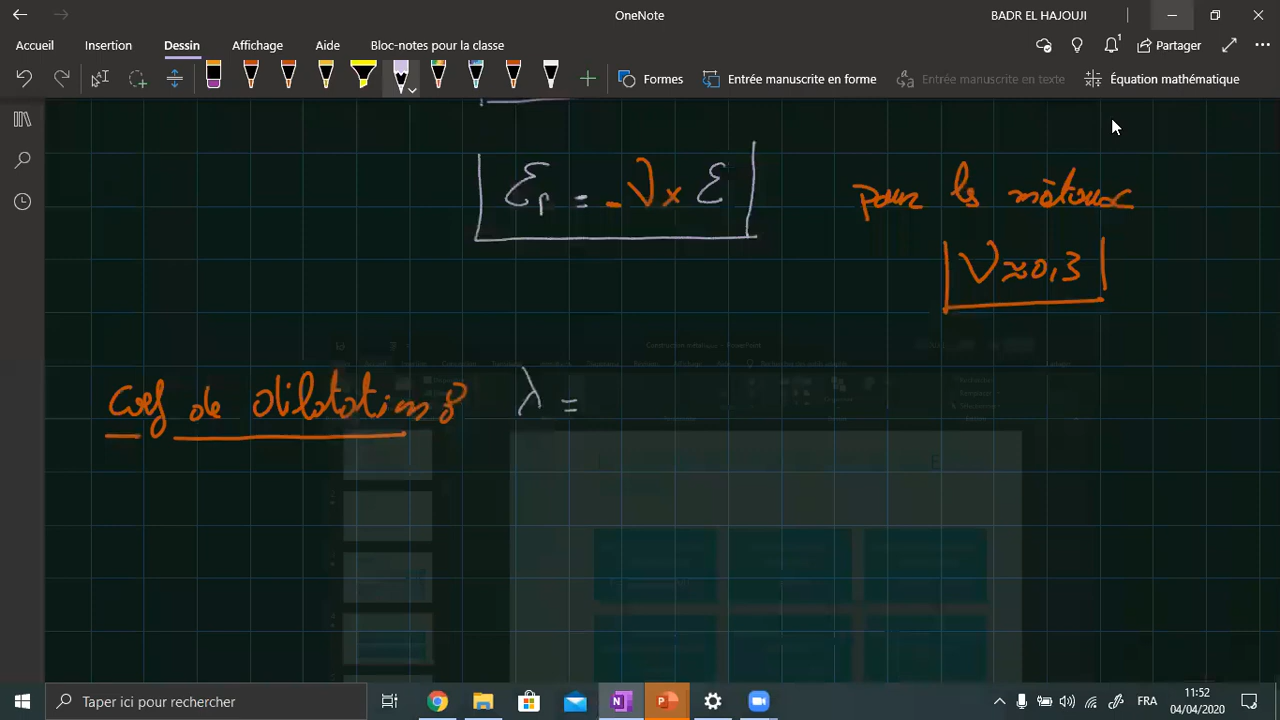 OneNote
BADR EL HAJOUJI
Accueil Insertion Dessin Affichage Aide Bloc-notes pour la classe
1 Partager
Formes Entrée manuscrite en forme Entrée manuscrite en texte Équation mathématique
εp = -ν × ε
pour les métaux
ν ≈ 0,3
Coef de dilatation : λ =
Taper ici pour rechercher
FRA
11:52
04/04/2020